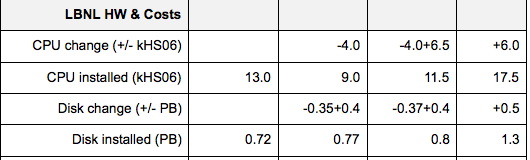 LBNL HW & Costs
CPU change (+/- kHS06) -4.0 -4.0+6.5 +6.0
CPU installed (kHS06) 13.0 9.0 11.5 17.5
Disk change (+/- PB) -0.35+0.4 -0.37+0.4 +0.5
Disk installed (PB) 0.72 0.77 0.8 1.3